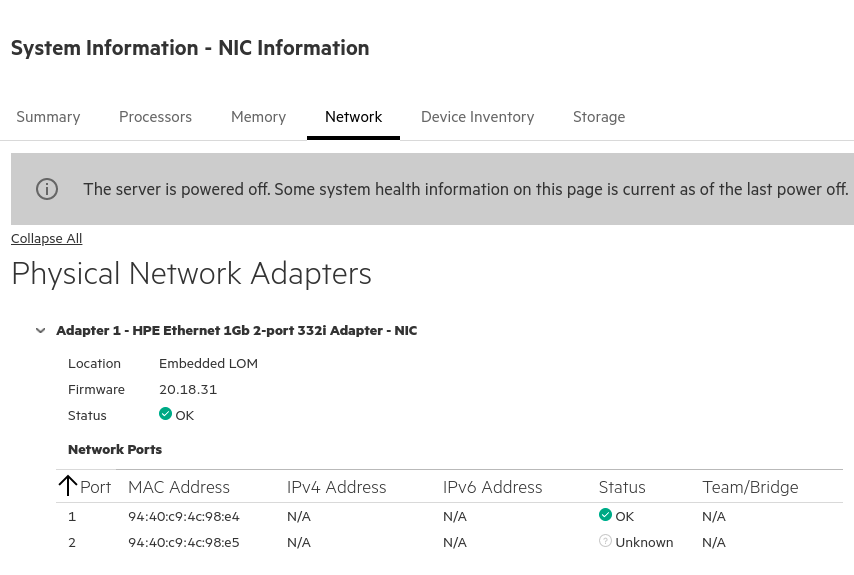 System Information - NIC Information
Summary Processors Memory Network Device Inventory Storage
The server is powered off. Some system health information on this page is current as of the last power off.
Collapse All
Physical Network Adapters
Adapter 1 - HPE Ethernet 1Gb 2-port 332i Adapter - NIC
Location Embedded LOM
Firmware 20.18.31
Status OK
Network Ports
Port MAC Address IPv4 Address IPv6 Address Status Team/Bridge
1 94:40:c9:4c:98:e4 N/A N/A OK N/A
2 94:40:c9:4c:98:e5 N/A N/A Unknown N/A